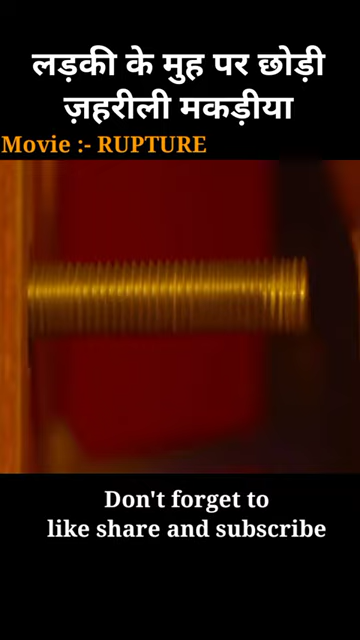 लड़की के मुह पर छोड़ी
ज़हरीली मकड़ीया
Movie :- RUPTURE
Don't forget to
like share and subscribe